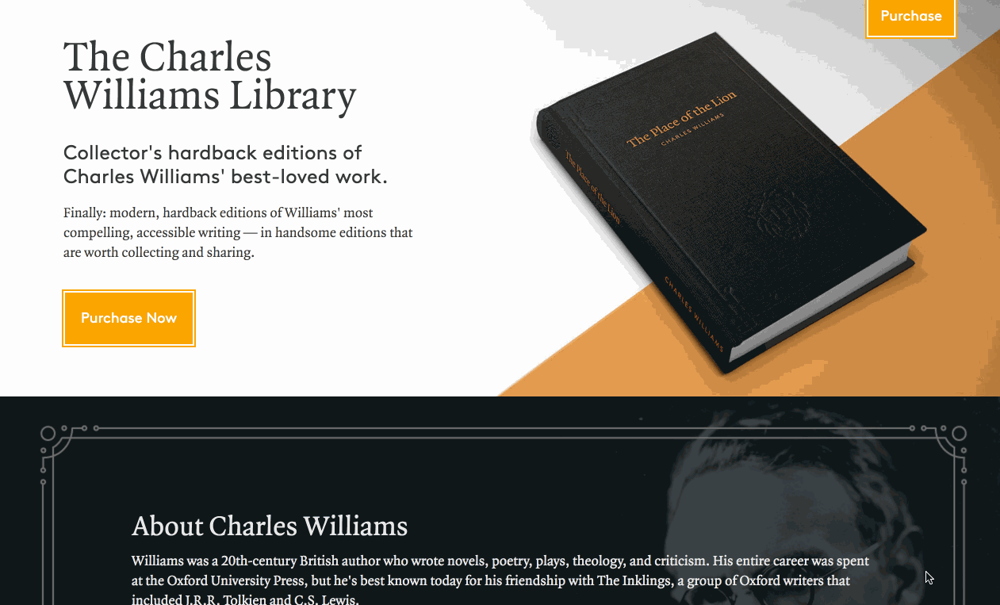 Purchase
The Charles
Williams Library
Collector's hardback editions of
Charles Williams' best-loved work.
Finally: modern, hardback editions of Williams' most
compelling, accessible writing — in handsome editions that
are worth collecting and sharing.
Purchase Now
The Place of the Lion
CHARLES WILLIAMS
The Place of the Lion
CHARLES WILLIAMS
About Charles Williams
Williams was a 20th-century British author who wrote novels, poetry, plays, theology, and criticism. His entire career was spent
at the Oxford University Press, but he's best known today for his friendship with The Inklings, a group of Oxford writers that
included J.R.R. Tolkien and C.S. Lewis.